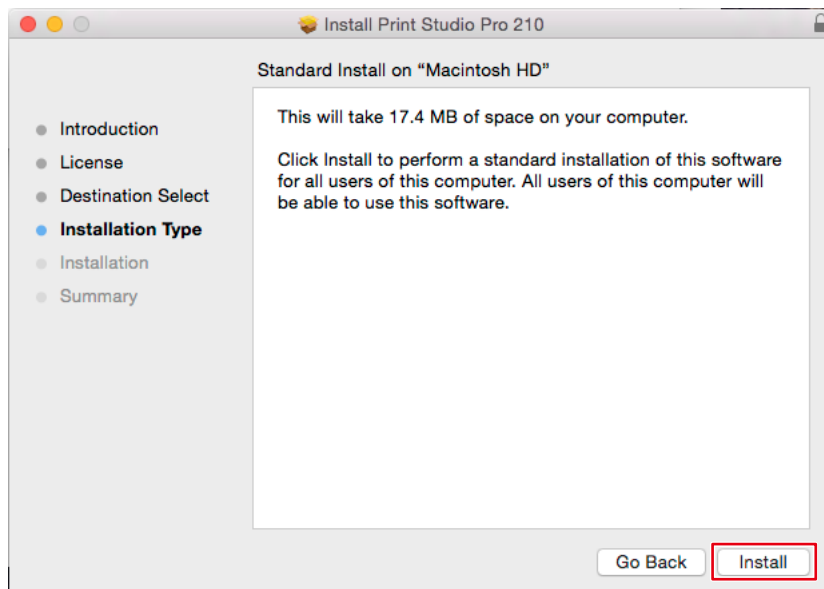 Install Print Studio Pro 210
Standard Install on “Macintosh HD”
Introduction
License
Destination Select
Installation Type
Installation
Summary
This will take 17.4 MB of space on your computer.
Click Install to perform a standard installation of this software
for all users of this computer. All users of this computer will
be able to use this software.
Go Back
Install